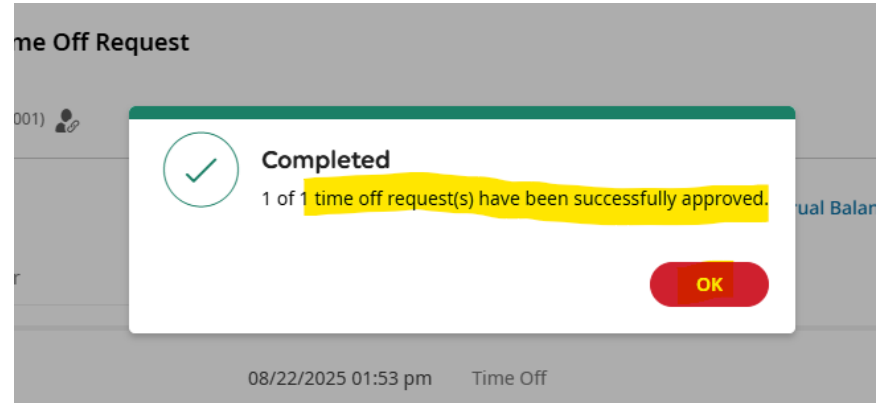 me Off Request
001)
Completed
1 of 1 time off request(s) have been successfully approved.
rual Balan
r
OK
08/22/2025 01:53 pm Time Off